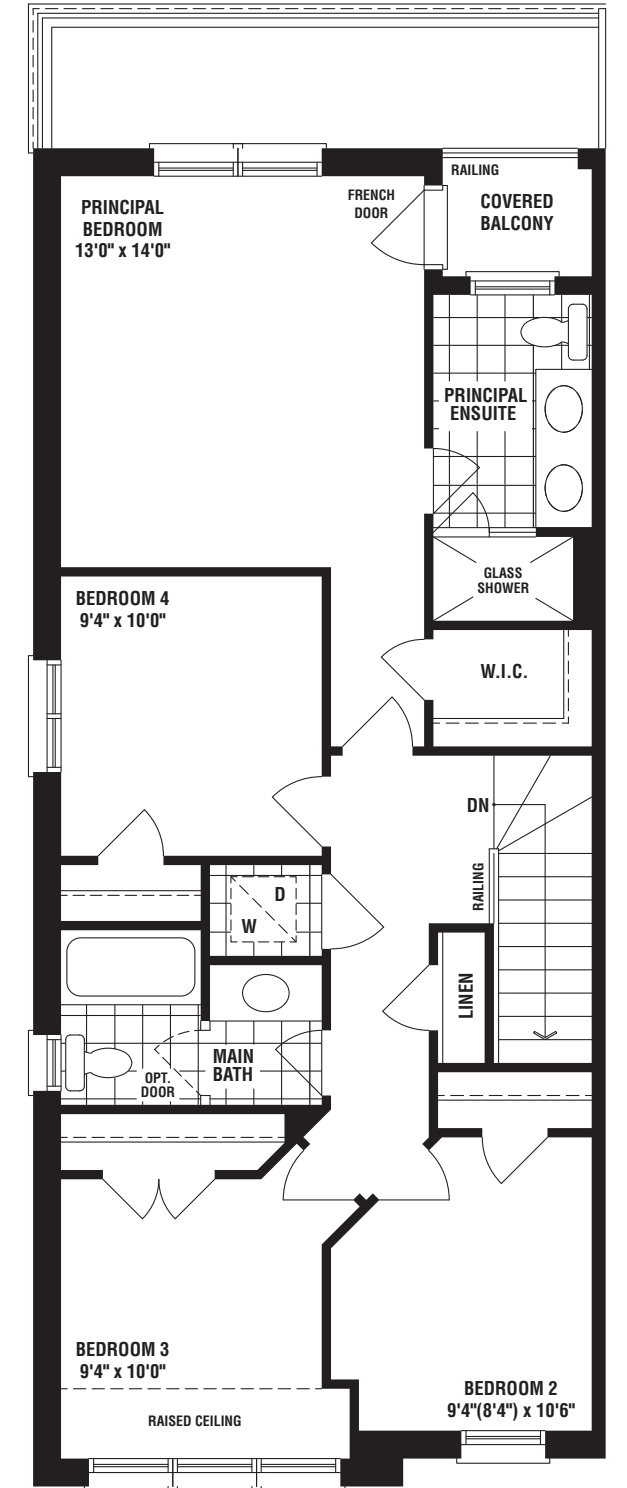 RAILING
COVERED
BALCONY
FRENCH
DOOR
PRINCIPAL
BEDROOM
13'0" x 14'0"
PRINCIPAL
ENSUITE
GLASS
SHOWER
BEDROOM 4
9'4" x 10'0"
W.I.C.
DN
RAILING
D
W
LINEN
MAIN
BATH
OPT.
DOOR
BEDROOM 3
9'4" x 10'0"
RAISED CEILING
BEDROOM 2
9'4"(8'4") x 10'6"